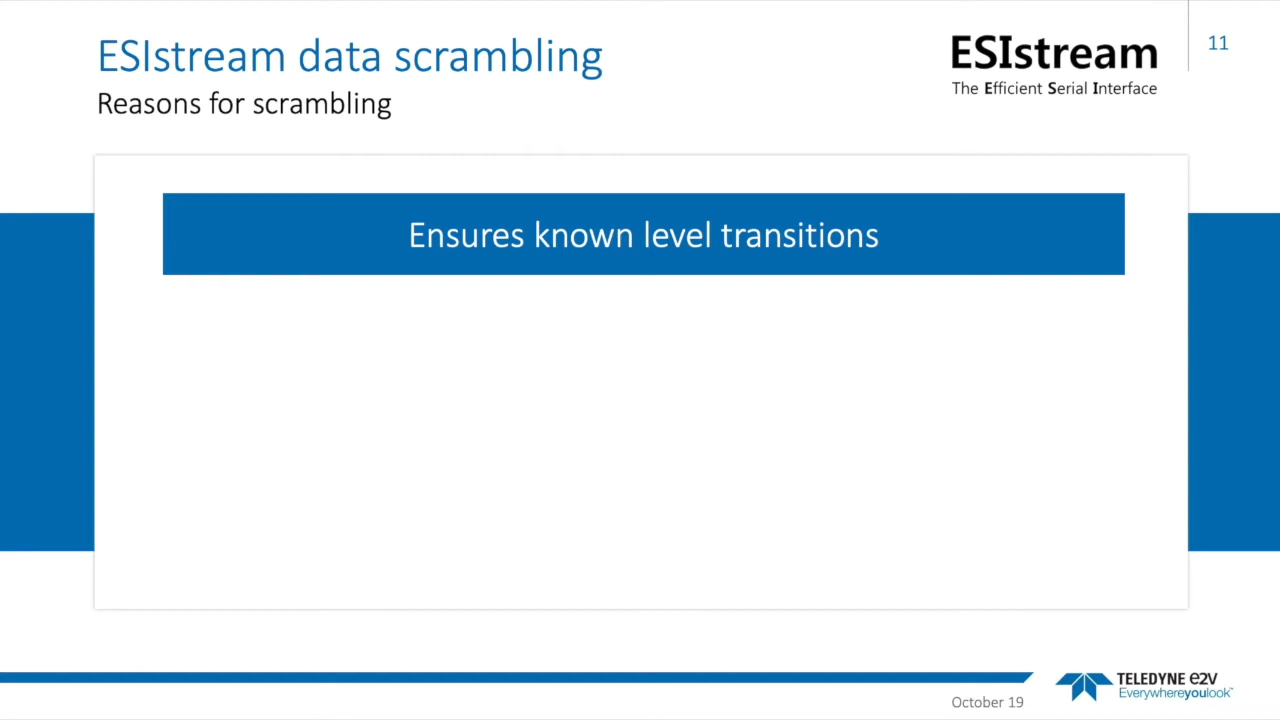 ESIstream data scrambling
Reasons for scrambling
ESIstream
The Efficient Serial Interface
11
Ensures known level transitions
October 19
TELEDYNE e2v
Everywhereyoulook™